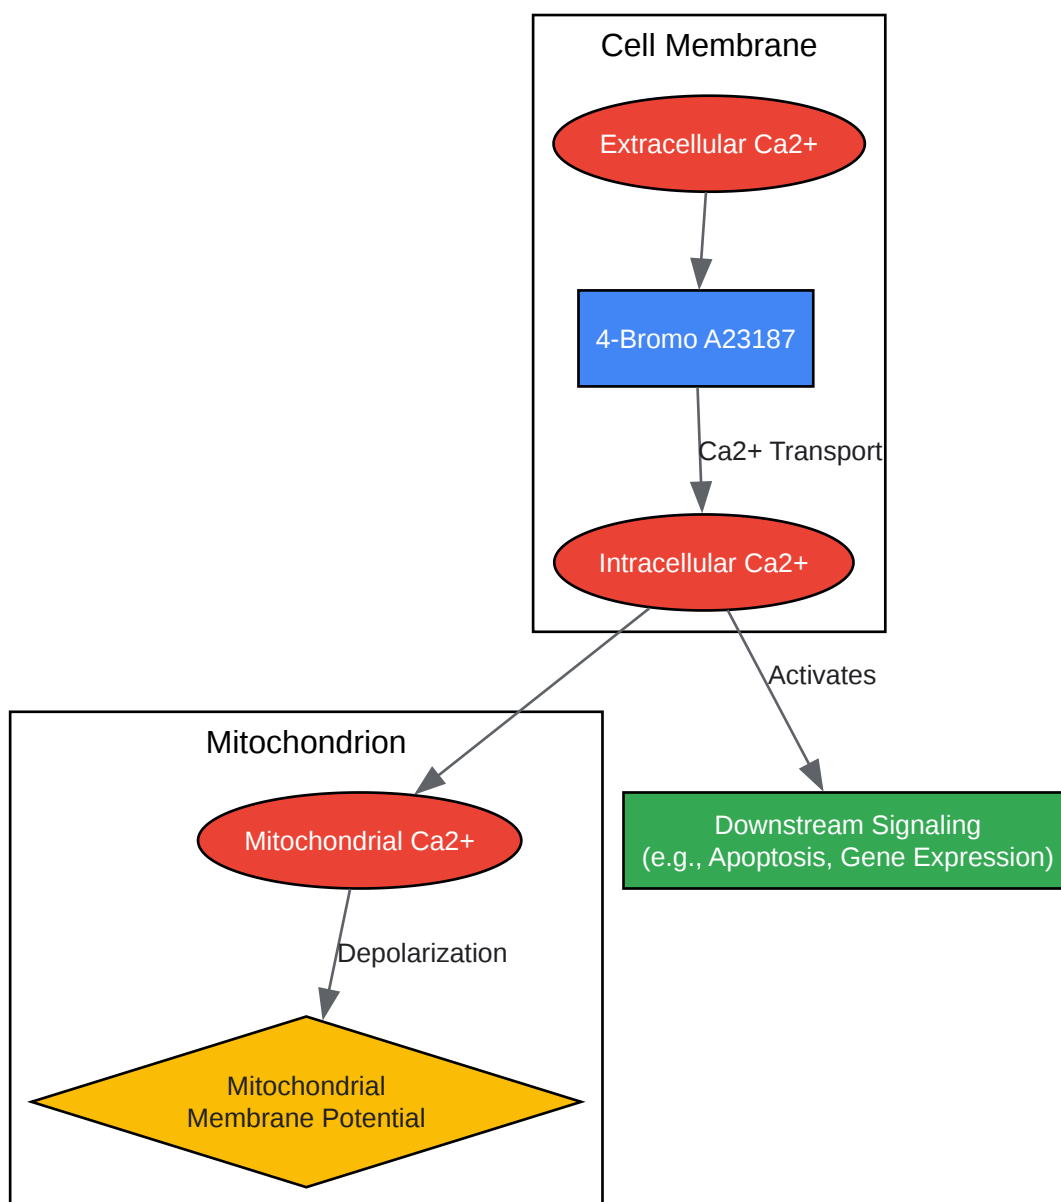 Cell Membrane
Extracellular Ca2+
4-Bromo A23187
Ca2+ Transport
Intracellular Ca2+
Activates
Mitochondrion
Mitochondrial Ca2+
Downstream Signaling
(e.g., Apoptosis, Gene Expression)
Depolarization
Mitochondrial
Membrane Potential